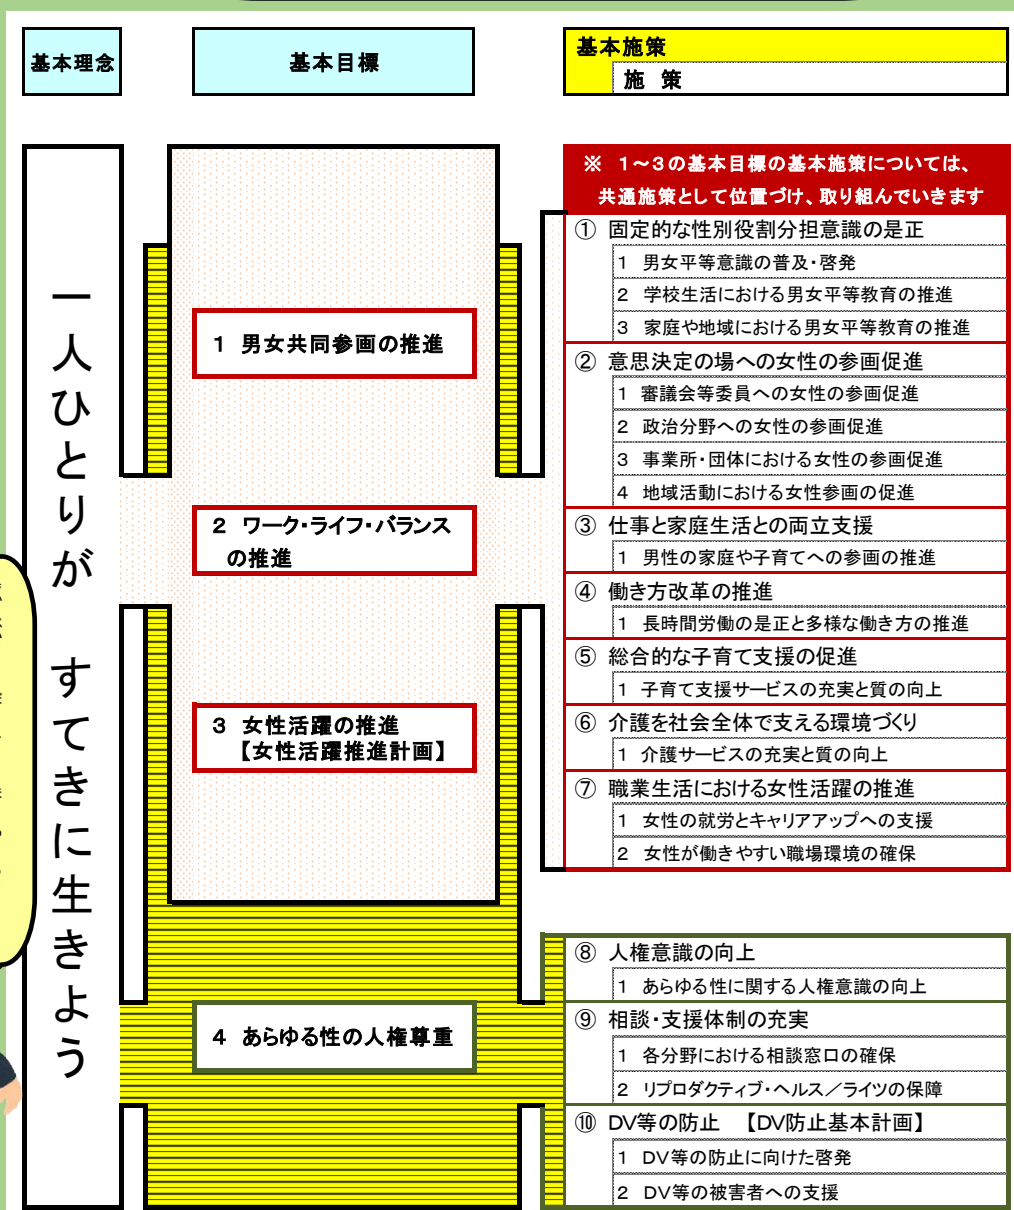 基本理念
基本目標
基本施策
施 策
一人ひとりが すてきに生きよう
1 男女共同参画の推進
2 ワーク・ライフ・バランス
の推進
3 女性活躍の推進
【女性活躍推進計画】
4 あらゆる性の人権尊重
※ 1～3の基本目標の基本施策については、
共通施策として位置づけ、取り組んでいきます
① 固定的な性別役割分担意識の是正
1 男女平等意識の普及・啓発
2 学校生活における男女平等教育の推進
3 家庭や地域における男女平等教育の推進
② 意思決定の場への女性の参画促進
1 審議会等委員への女性の参画促進
2 政治分野への女性の参画促進
3 事業所・団体における女性の参画促進
4 地域活動における女性参画の促進
③ 仕事と家庭生活との両立支援
1 男性の家庭や子育てへの参画の推進
④ 働き方改革の推進
1 長時間労働の是正と多様な働き方の推進
⑤ 総合的な子育て支援の促進
1 子育て支援サービスの充実と質の向上
⑥ 介護を社会全体で支える環境づくり
1 介護サービスの充実と質の向上
⑦ 職業生活における女性活躍の推進
1 女性の就労とキャリアアップへの支援
2 女性が働きやすい職場環境の確保
⑧ 人権意識の向上
1 あらゆる性に関する人権意識の向上
⑨ 相談・支援体制の充実
1 各分野における相談窓口の確保
2 リプロダクティブ・ヘルス／ライツの保障
⑩ DV等の防止 【DV防止基本計画】
1 DV等の防止に向けた啓発
2 DV等の被害者への支援